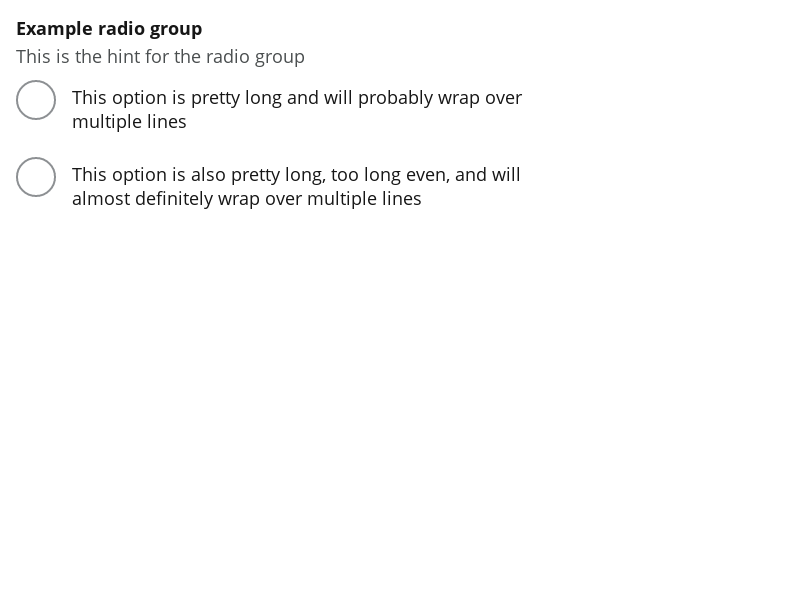 Example radio group
This is the hint for the radio group
This option is pretty long and will probably wrap over
multiple lines
This option is also pretty long, too long even, and will
almost definitely wrap over multiple lines